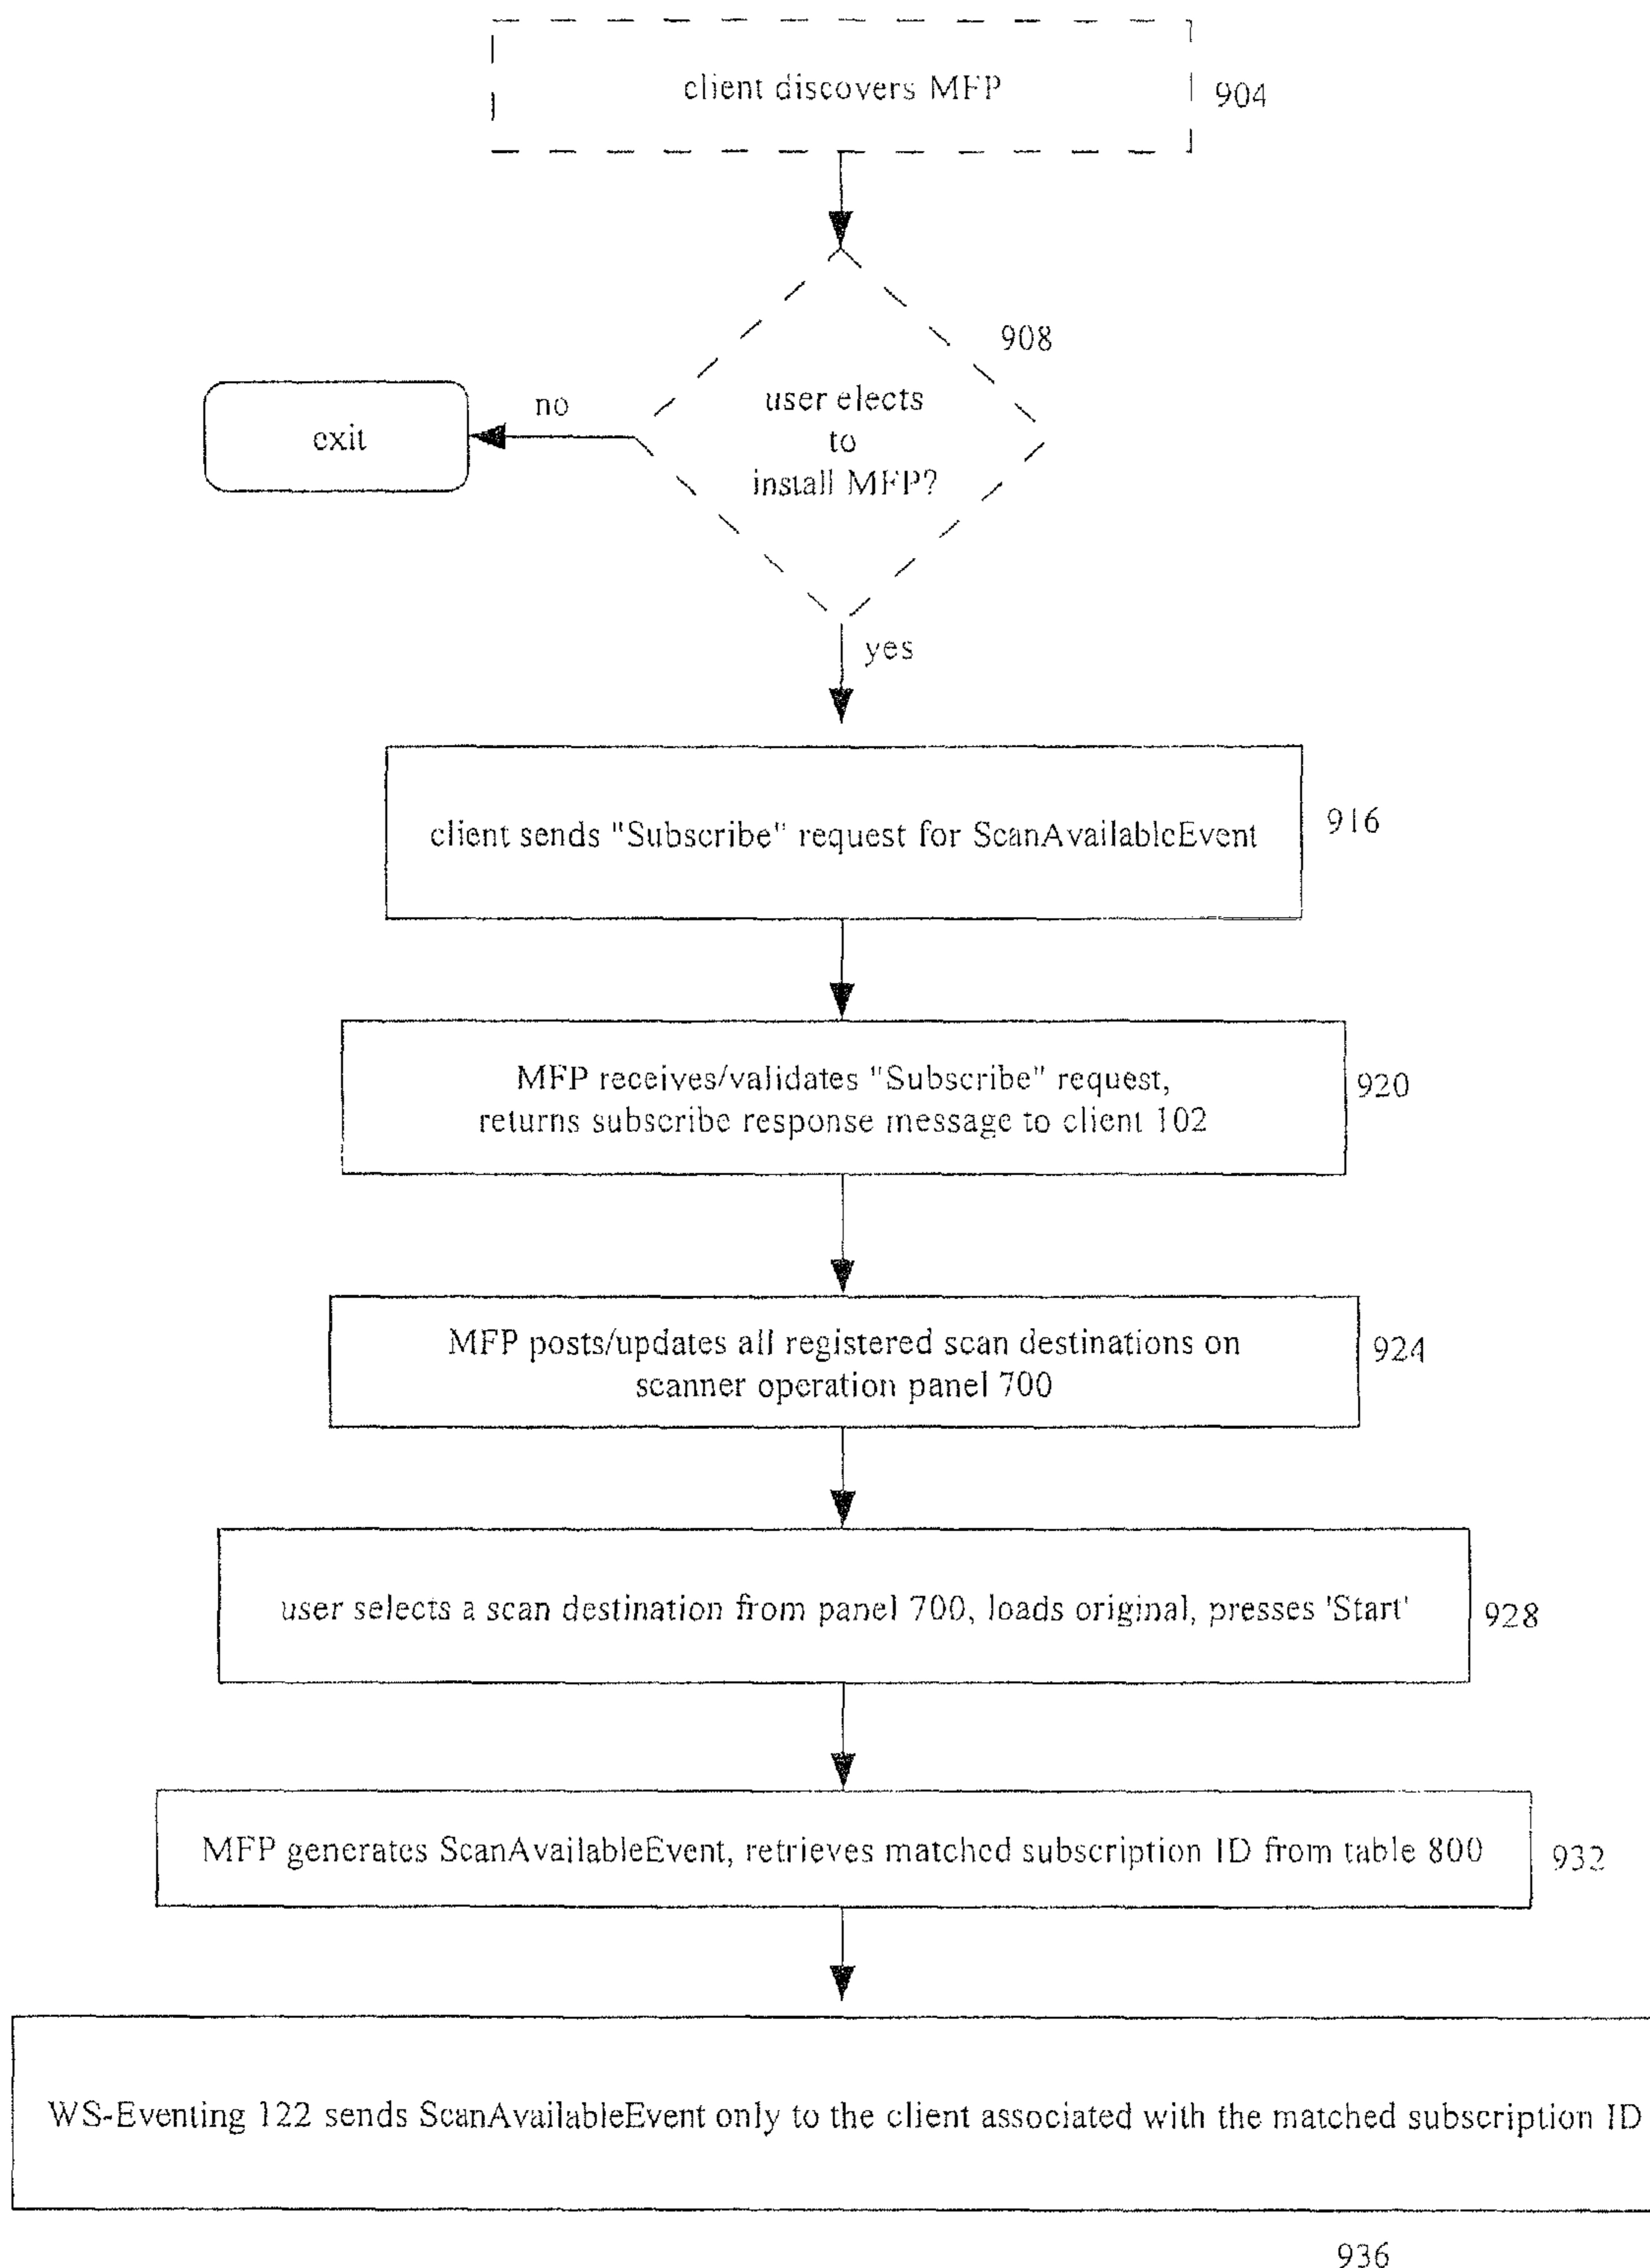 client discovers MFP
904
908
user elects
to
install MFP?
no
exit
yes
client sends "Subscribe" request for ScanAvailableEvent
916
MFP receives/validates "Subscribe" request,
returns subscribe response message to client 102
920
MFP posts/updates all registered scan destinations on
scanner operation panel 700
924
user selects a scan destination from panel 700, loads original, presses 'Start'
928
MFP generates ScanAvailableEvent, retrieves matched subscription ID from table 800
932
WS-Eventing 122 sends ScanAvailableEvent only to the client associated with the matched subscription ID
936